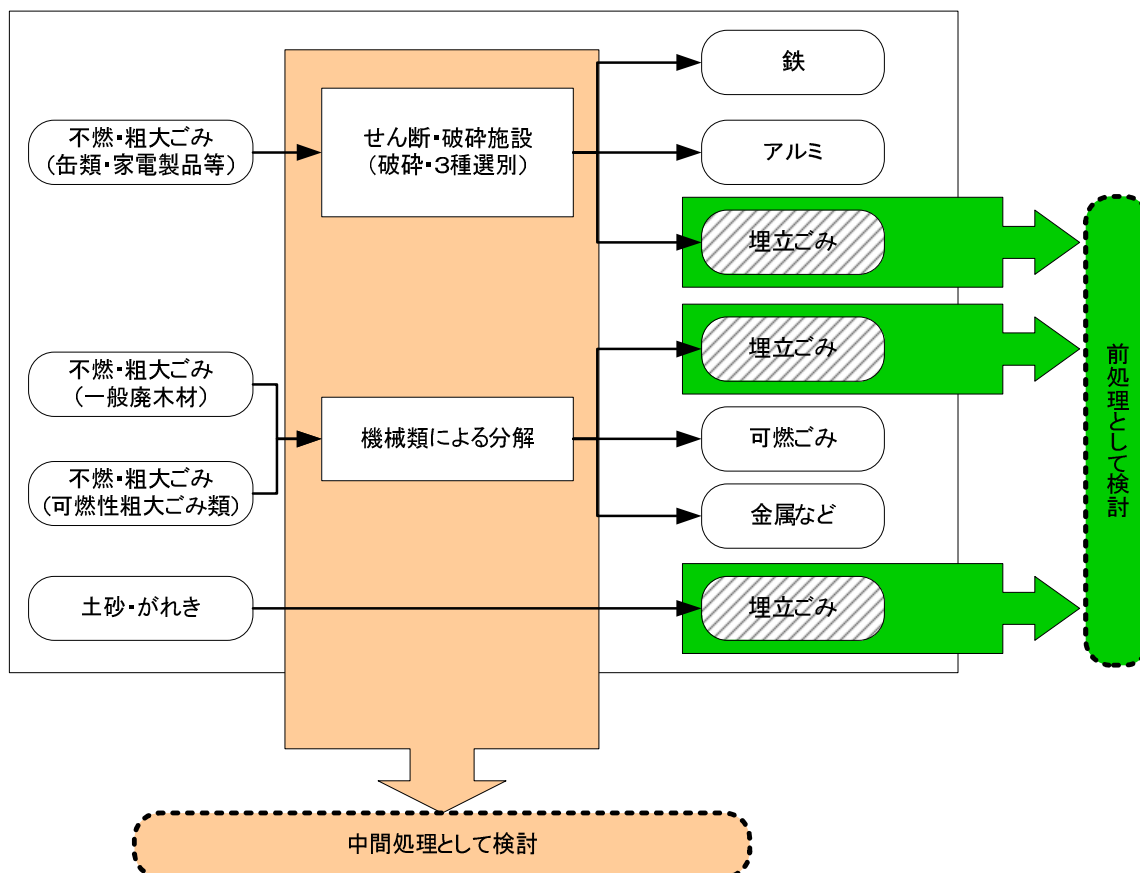 鉄
不燃・粗大ごみ
(缶類・家電製品等)
せん断・破砕施設
(破砕・3種選別)
アルミ
埋立ごみ
埋立ごみ
不燃・粗大ごみ
(一般廃木材)
機械類による分解
可燃ごみ
不燃・粗大ごみ
(可燃性粗大ごみ類)
金属など
土砂・がれき
埋立ごみ
前処理として検討
中間処理として検討